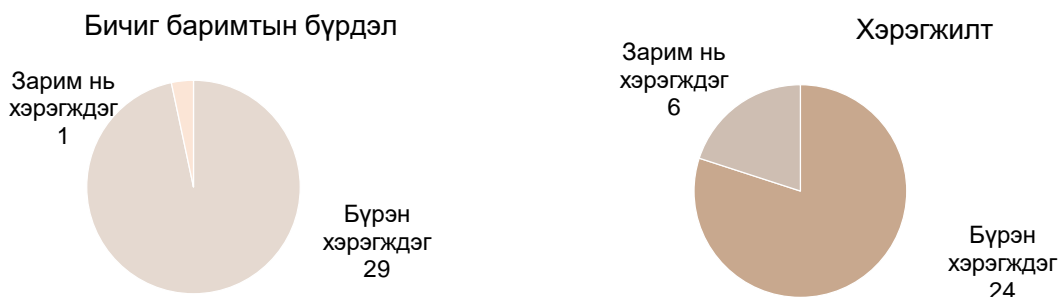 Бичиг баримтын бүрдэл
Зарим нь
хэрэгждэг
1
Бүрэн
хэрэгждэг
29
Хэрэгжилт
Зарим нь
хэрэгждэг
6
Бүрэн
хэрэгждэг
24